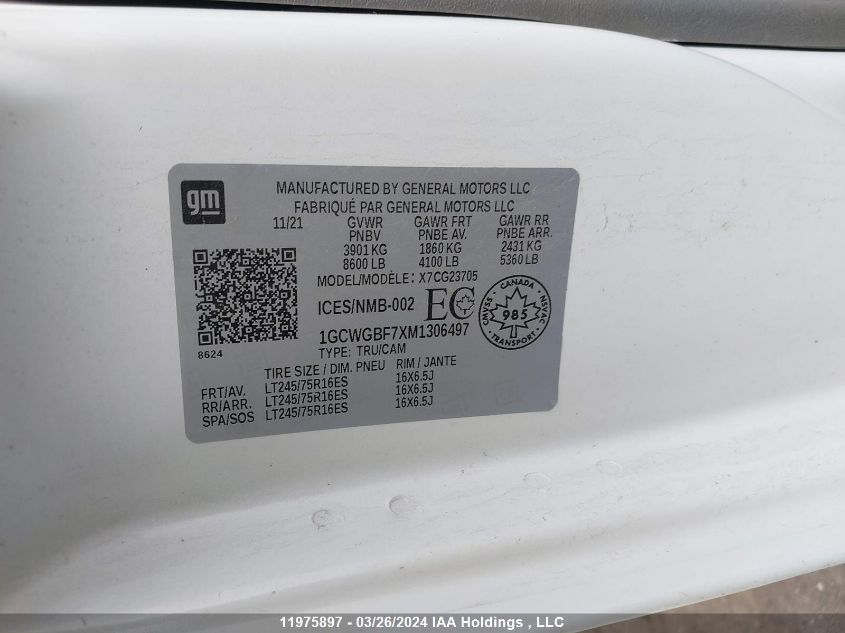 gm
MANUFACTURED BY GENERAL MOTORS LLC
FABRIQUÉ PAR GENERAL MOTORS LLC
11/21 GVWR GAWR FRT GAWR RR
PNBV PNBE AV. PNBE ARR.
3901 KG 1860 KG 2431 KG
8600 LB 4100 LB 5360 LB
MODEL/MODÈLE: X7CG23705
ICES/NMB-002 EC
CANADA
CMVSS 985 NSVAC
TRANSPORT
1GCWGBF7XM1306497
8624
TYPE: TRU/CAM
TIRE SIZE / DIM. PNEU RIM / JANTE
FRT/AV. LT245/75R16ES 16X6.5J
RR/ARR. LT245/75R16ES 16X6.5J
SPA/SOS LT245/75R16ES 16X6.5J
11975897 - 03/26/2024 IAA Holdings , LLC